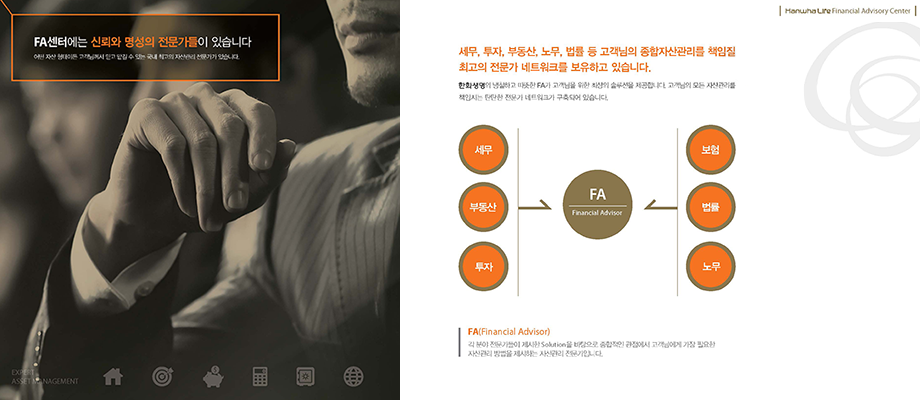 FA센터에는 신뢰와 명성의 전문가들이 있습니다
어떤 자산 형태이든 고객님께서 믿고 맡길 수 있는 국내 최고의 자산관리 전문가가 있습니다.
EXPERT
ASSET MANAGEMENT
Hanwha Life Financial Advisory Center
세무, 투자, 부동산, 노무, 법률 등 고객님의 종합자산관리를 책임질
최고의 전문가 네트워크를 보유하고 있습니다.
한화생명의 냉철하고 따뜻한 FA가 고객님을 위한 최상의 솔루션을 제공합니다. 고객님의 모든 자산관리를
책임지는 탄탄한 전문가 네트워크가 구축되어 있습니다.
세무
부동산
투자
FA
Financial Advisor
보험
법률
노무
FA(Financial Advisor)
각 분야 전문가들이 제시한 Solution을 바탕으로 종합적인 관점에서 고객님에게 가장 필요한
자산관리 방법을 제시하는 자산관리 전문가입니다.